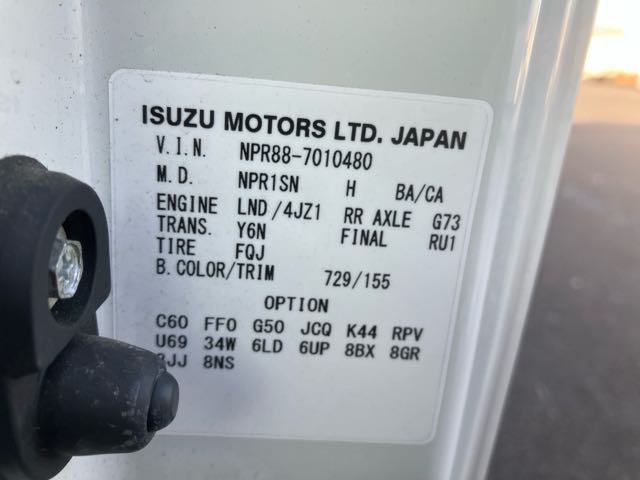 ISUZU MOTORS LTD. JAPAN
V.I.N. NPR88-7010480
M.D. NPR1SN H BA/CA
ENGINE LND/4JZ1 RR AXLE G73
TRANS. Y6N FINAL RU1
TIRE FQJ
B.COLOR/TRIM 729/155
OPTION
C60 FF0 G50 JCQ K44 RPV
U69 34W 6LD 6UP 8BX 8GR
8NS